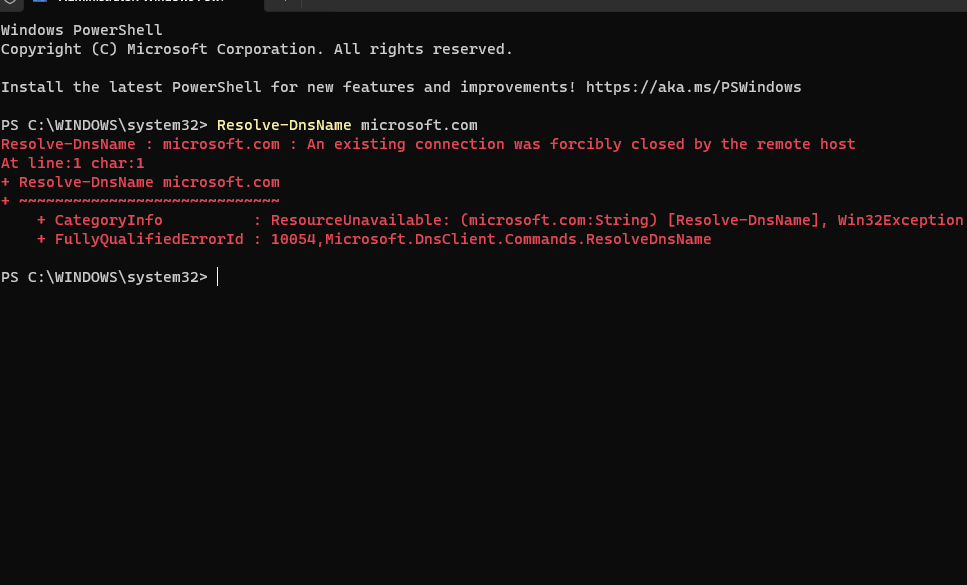 Windows PowerShell
Copyright (C) Microsoft Corporation. All rights reserved.
Install the latest PowerShell for new features and improvements! https://aka.ms/PSWindows
PS C:\WINDOWS\system32> Resolve-DnsName microsoft.com
Resolve-DnsName : microsoft.com : An existing connection was forcibly closed by the remote host
At line:1 char:1
+ Resolve-DnsName microsoft.com
+ ~~~~~~~~~~~~~~~~~~~~~~~~~~~~~
    + CategoryInfo          : ResourceUnavailable: (microsoft.com:String) [Resolve-DnsName], Win32Exception
    + FullyQualifiedErrorId : 10054,Microsoft.DnsClient.Commands.ResolveDnsName
PS C:\WINDOWS\system32>